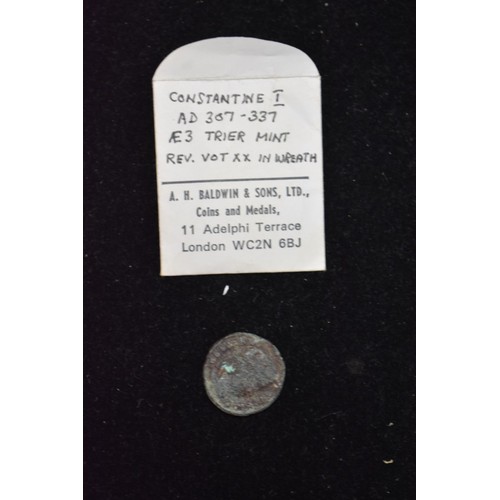 CONSTANTINE I
AD 307-337
Æ3 TRIER MINT
REV. VOT XX IN WREATH
A. H. BALDWIN & SONS, LTD.,
Coins and Medals,
11 Adelphi Terrace
London WC2N 6BJ